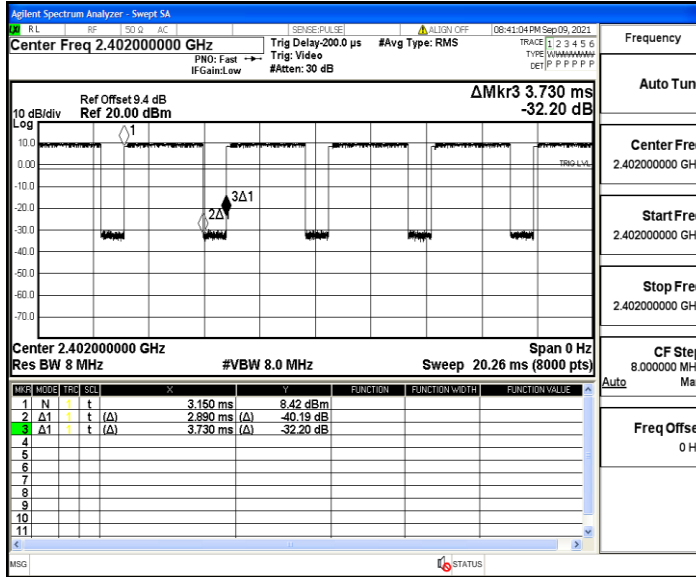 Agilent Spectrum Analyzer - Swept SA
RL RF 50 Ω AC SENSE:PULSE ALIGN OFF 08:41:04 PM Sep 09, 2021
Center Freq 2.402000000 GHz
PNO: Fast
IFGain:Low
Trig Delay-200.0 µs
Trig: Video
#Atten: 30 dB
#Avg Type: RMS
TRACE 1 2 3 4 5 6
TYPE
DET P P P P P P
ΔMkr3 3.730 ms
-32.20 dB
Ref Offset 9.4 dB
Ref 20.00 dBm
10 dB/div
Log
10.0
0.00
-10.0
-20.0
-30.0
-40.0
-50.0
-60.0
-70.0
1
2Δ1
3Δ1
TRIG LVL
Center 2.402000000 GHz Span 0 Hz
Res BW 8 MHz #VBW 8.0 MHz Sweep 20.26 ms (8000 pts)
MKR MODE TRC SCL X Y FUNCTION FUNCTION WIDTH FUNCTION VALUE
1 N 1 t 3.150 ms 8.42 dBm
2 Δ1 1 t (Δ) 2.890 ms (Δ) -40.19 dB
3 Δ1 1 t (Δ) 3.730 ms (Δ) -32.20 dB
4
5
6
7
8
9
10
11
MSG STATUS
Frequency
Auto Tun
Center Fre
2.402000000 GH
Start Fre
2.402000000 GH
Stop Fre
2.402000000 GH
CF Ste
8.000000 MH
Auto Ma
Freq Offse
0 H